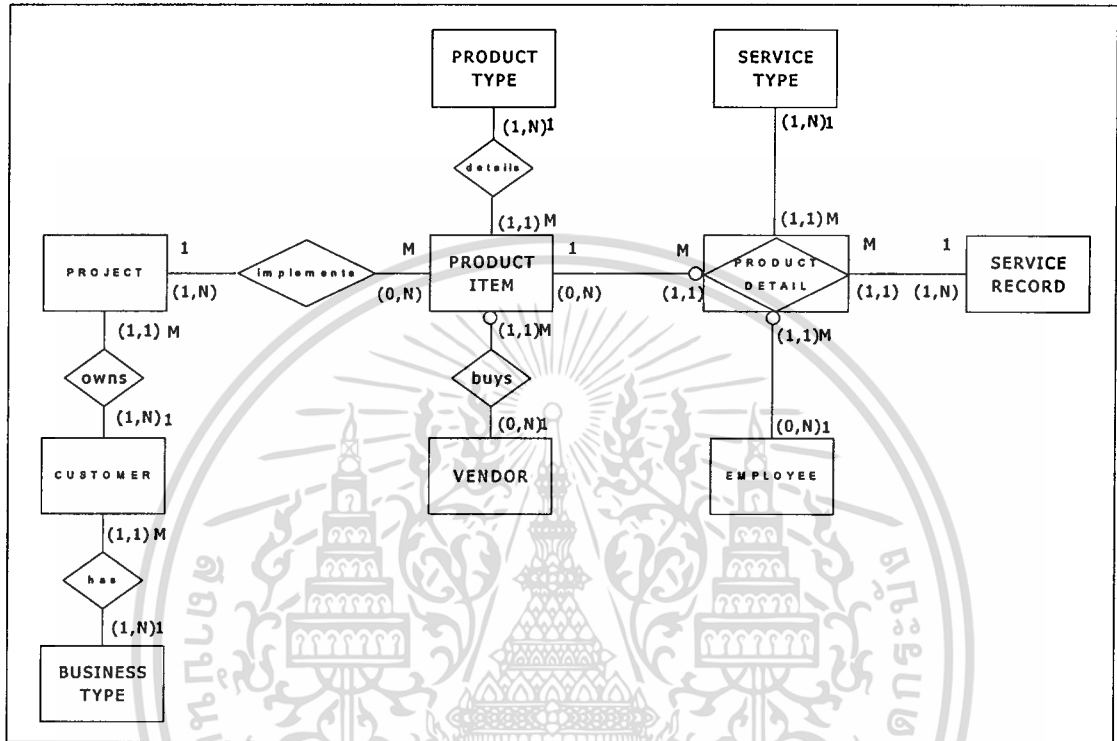 PRODUCT
TYPE
SERVICE
TYPE
(1,N) 1
(1,N) 1
details
(1,1) M
(1,1) M
PROJECT
1
(1,N)
implements
M
(0,N)
PRODUCT
ITEM
1
(0,N)
M
(1,1)
PRODUCT
DETAIL
M
(1,1)
1
(1,N)
SERVICE
RECORD
(1,1) M
(1,1) M
(1,1) M
owns
buys
(1,N) 1
(0,N) 1
(0,N) 1
CUSTOMER
VENDOR
EMPLOYEE
(1,1) M
has
(1,N) 1
BUSINESS
TYPE